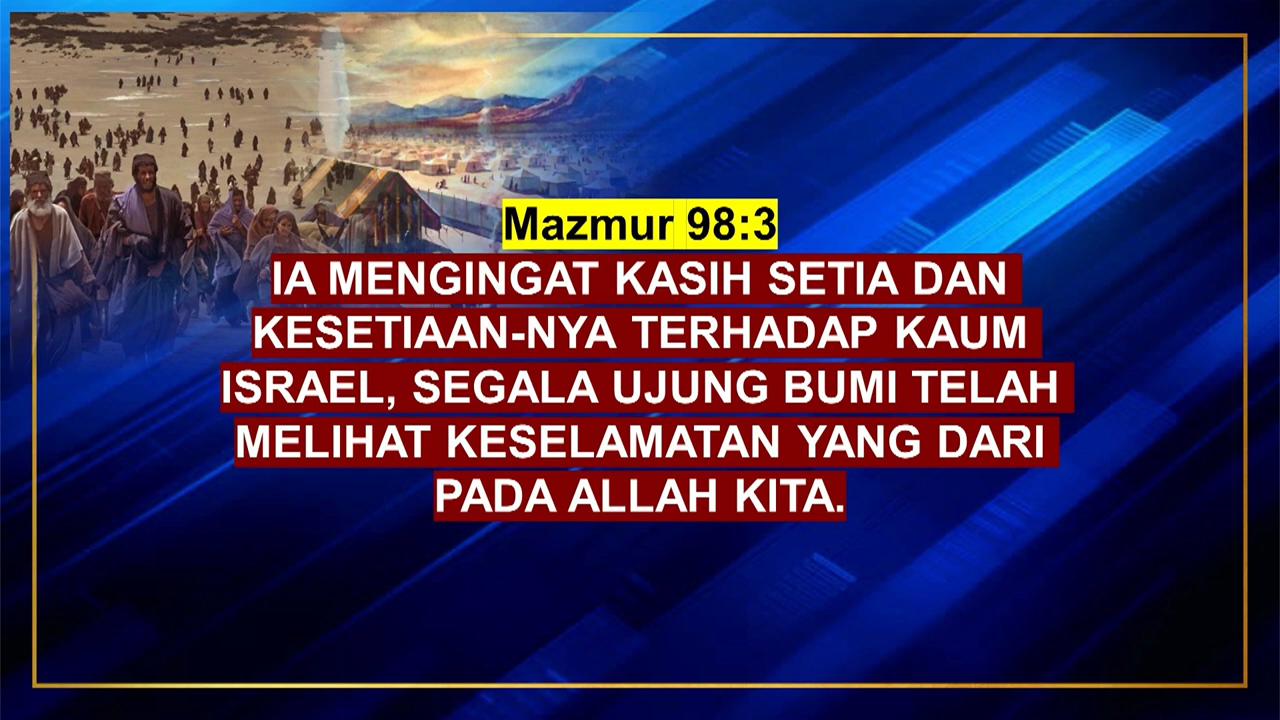 Mazmur 98:3
IA MENGINGAT KASIH SETIA DAN
KESETIAAN-NYA TERHADAP KAUM
ISRAEL, SEGALA UJUNG BUMI TELAH
MELIHAT KESELAMATAN YANG DARI
PADA ALLAH KITA.